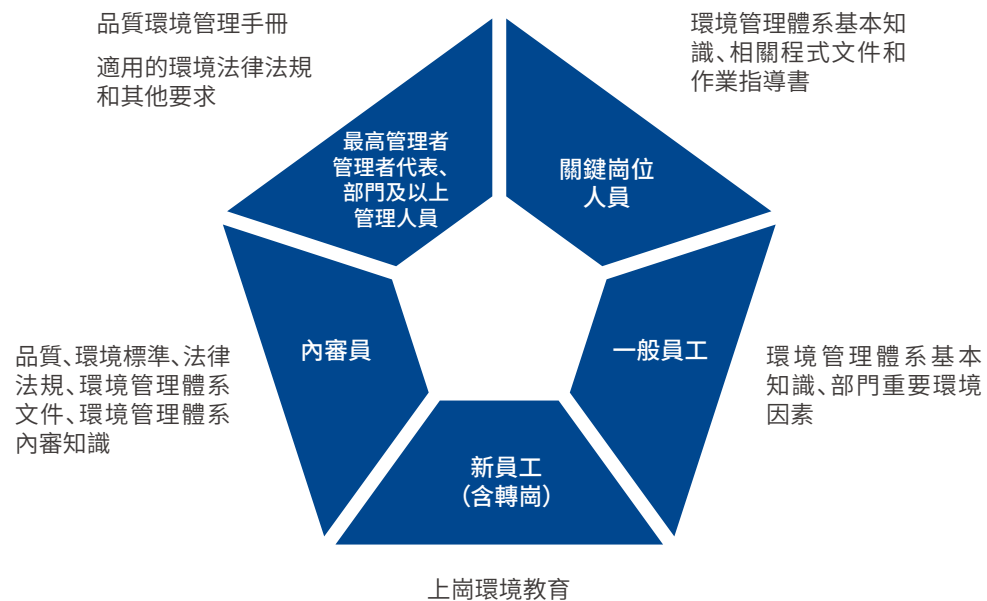 品質環境管理手冊
適用的環境法律法規
和其他要求
環境管理體系基本知
識、相關程式文件和
作業指導書
最高管理者
管理者代表、
部門及以上
管理人員
關鍵崗位
人員
內審員
一般員工
品質、環境標準、法律
法規、環境管理體系
文件、環境管理體系
內審知識
環境管理體系基本
知識、部門重要環境
因素
新員工
（含轉崗）
上崗環境教育